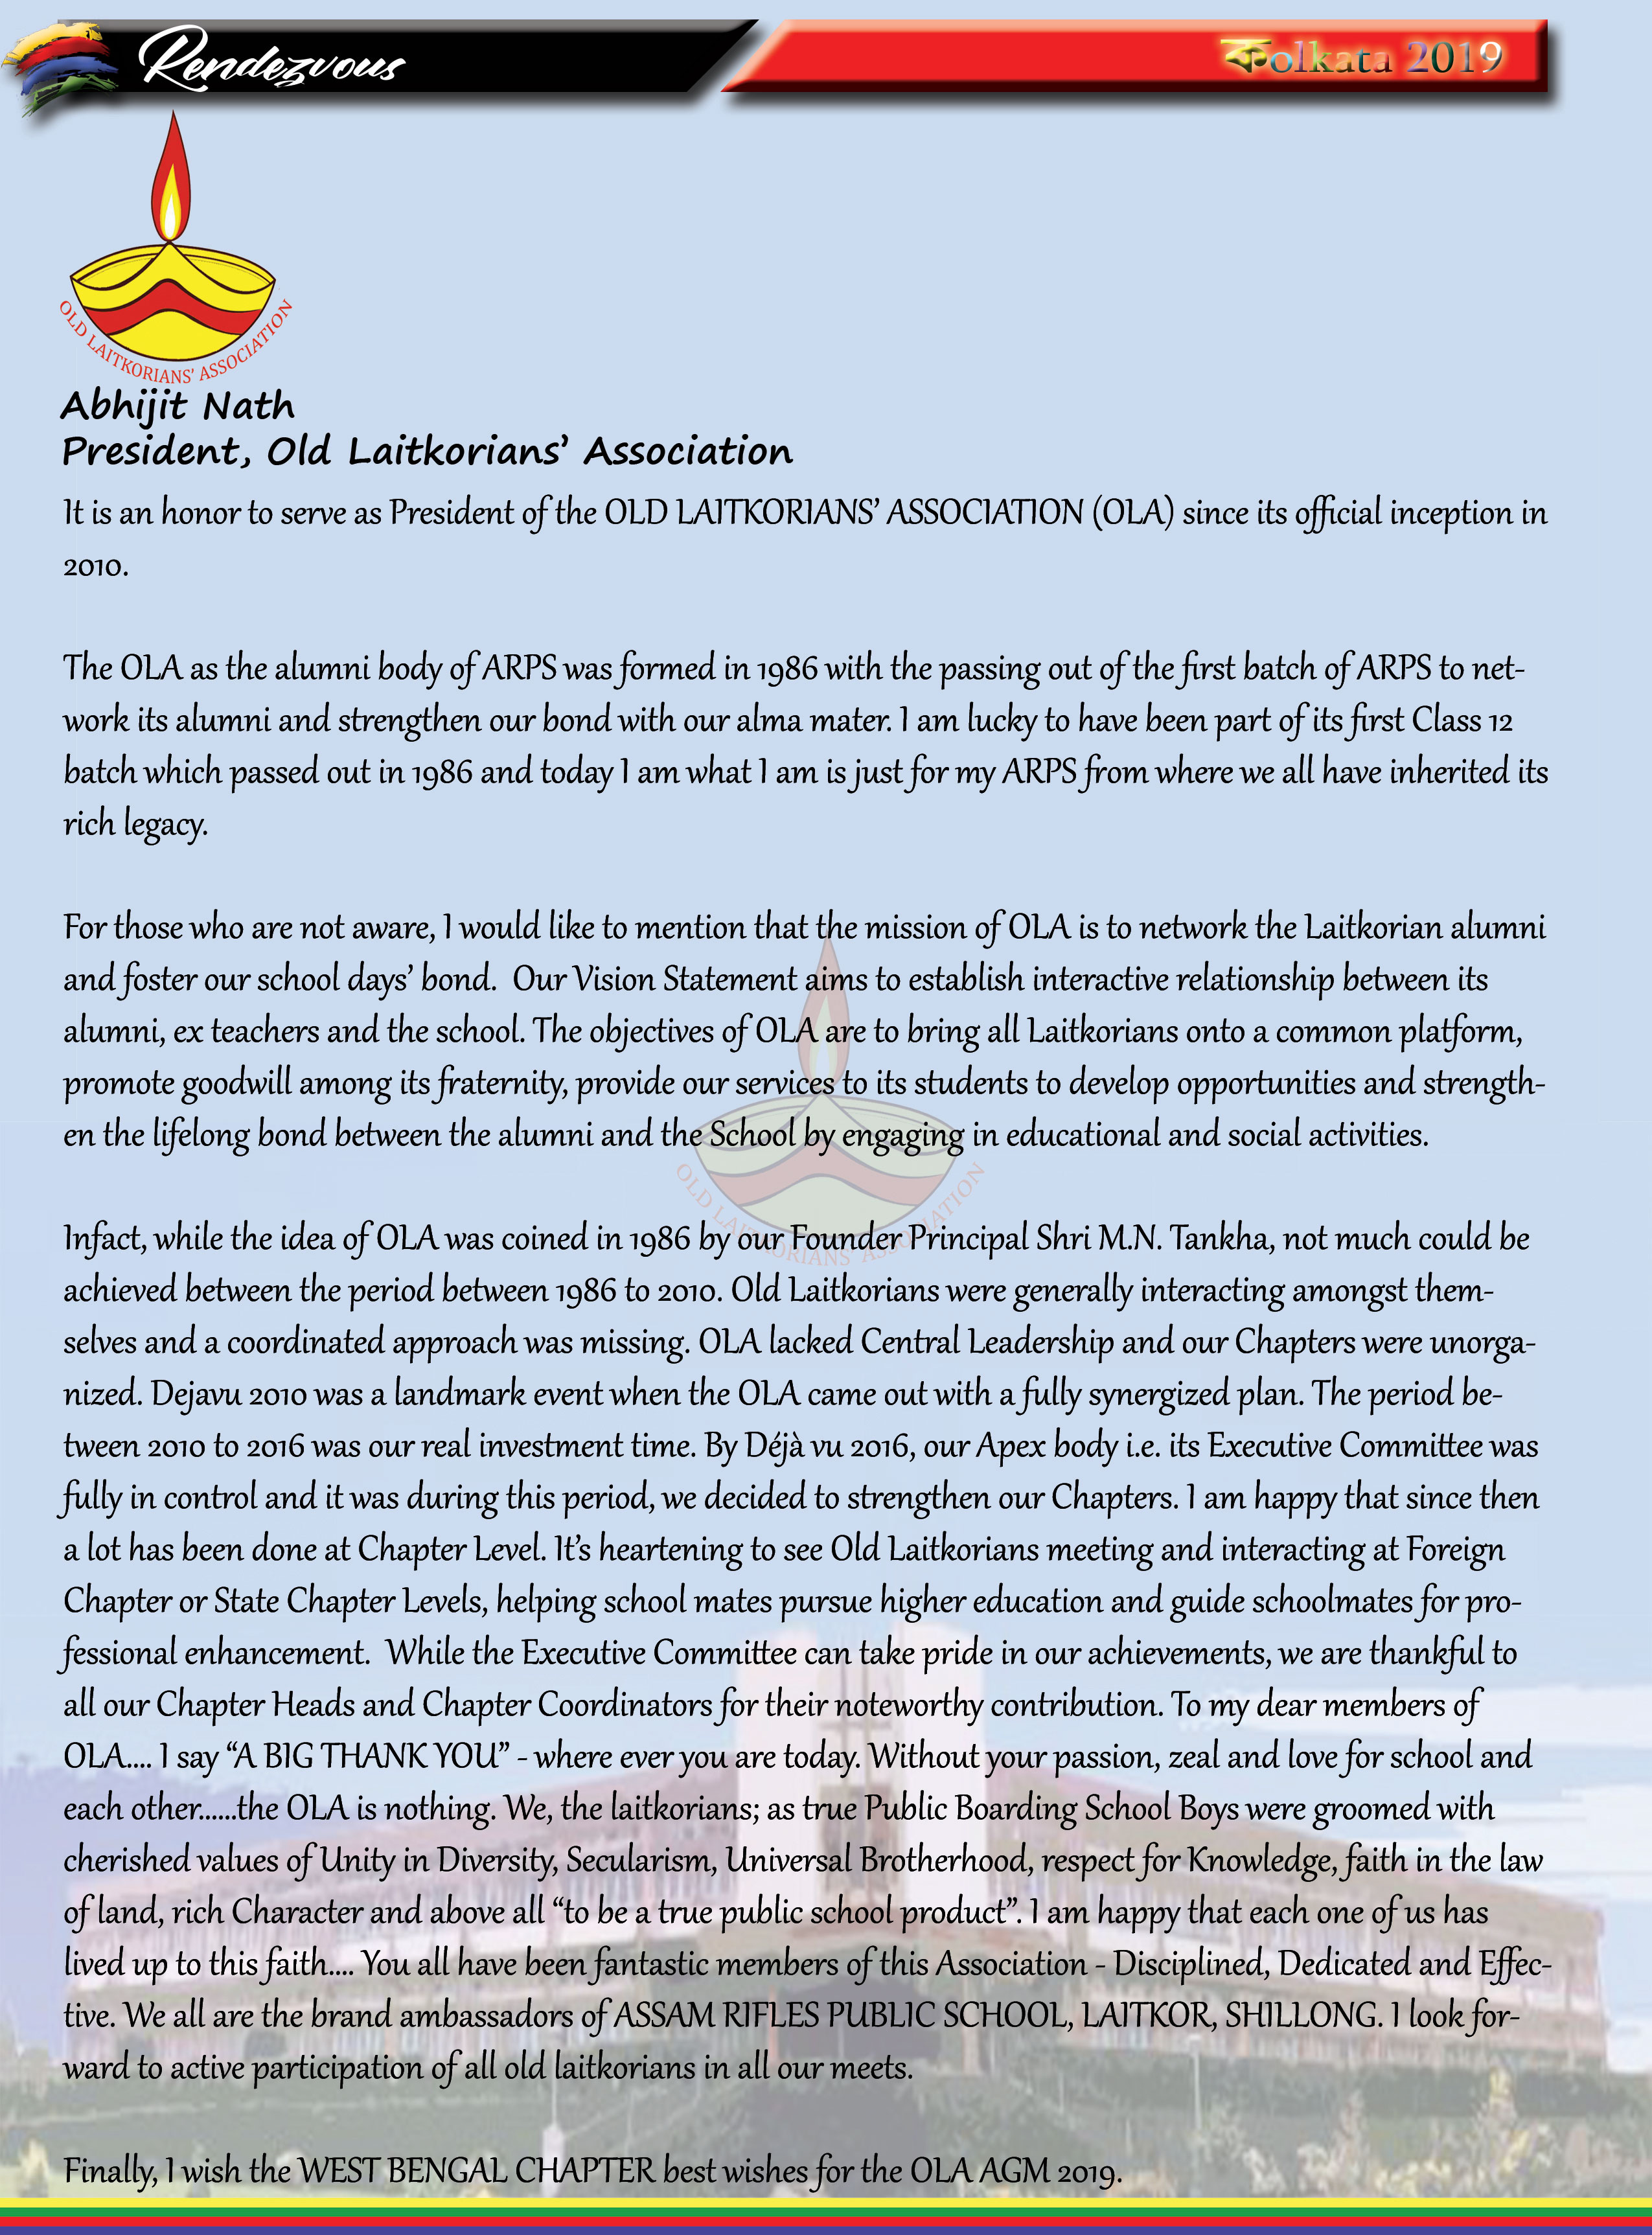 Rendezvous
কolkata 2019
OLD LAITKORIANS’ ASSOCIATION
Abhijit Nath
President, Old Laitkorians’ Association
It is an honor to serve as President of the OLD LAITKORIANS’ ASSOCIATION (OLA) since its official inception in
2010.
The OLA as the alumni body of ARPS was formed in 1986 with the passing out of the first batch of ARPS to net-
work its alumni and strengthen our bond with our alma mater. I am lucky to have been part of its first Class 12
batch which passed out in 1986 and today I am what I am is just for my ARPS from where we all have inherited its
rich legacy.
For those who are not aware, I would like to mention that the mission of OLA is to network the Laitkorian alumni
and foster our school days’ bond.  Our Vision Statement aims to establish interactive relationship between its
alumni, ex teachers and the school. The objectives of OLA are to bring all Laitkorians onto a common platform,
promote goodwill among its fraternity, provide our services to its students to develop opportunities and strength-
en the lifelong bond between the alumni and the School by engaging in educational and social activities.
OLD LAITKORIANS’ ASSOCIATION
Infact, while the idea of OLA was coined in 1986 by our Founder Principal Shri M.N. Tankha, not much could be
achieved between the period between 1986 to 2010. Old Laitkorians were generally interacting amongst them-
selves and a coordinated approach was missing. OLA lacked Central Leadership and our Chapters were unorga-
nized. Dejavu 2010 was a landmark event when the OLA came out with a fully synergized plan. The period be-
tween 2010 to 2016 was our real investment time. By Déjà vu 2016, our Apex body i.e. its Executive Committee was
fully in control and it was during this period, we decided to strengthen our Chapters. I am happy that since then
a lot has been done at Chapter Level. It’s heartening to see Old Laitkorians meeting and interacting at Foreign
Chapter or State Chapter Levels, helping school mates pursue higher education and guide schoolmates for pro-
fessional enhancement.  While the Executive Committee can take pride in our achievements, we are thankful to
all our Chapter Heads and Chapter Coordinators for their noteworthy contribution. To my dear members of
OLA.... I say “A BIG THANK YOU” - where ever you are today. Without your passion, zeal and love for school and
each other......the OLA is nothing. We, the laitkorians; as true Public Boarding School Boys were groomed with
cherished values of Unity in Diversity, Secularism, Universal Brotherhood, respect for Knowledge, faith in the law
of land, rich Character and above all “to be a true public school product”. I am happy that each one of us has
lived up to this faith.... You all have been fantastic members of this Association - Disciplined, Dedicated and Effec-
tive. We all are the brand ambassadors of ASSAM RIFLES PUBLIC SCHOOL, LAITKOR, SHILLONG. I look for-
ward to active participation of all old laitkorians in all our meets.
Finally, I wish the WEST BENGAL CHAPTER best wishes for the OLA AGM 2019.